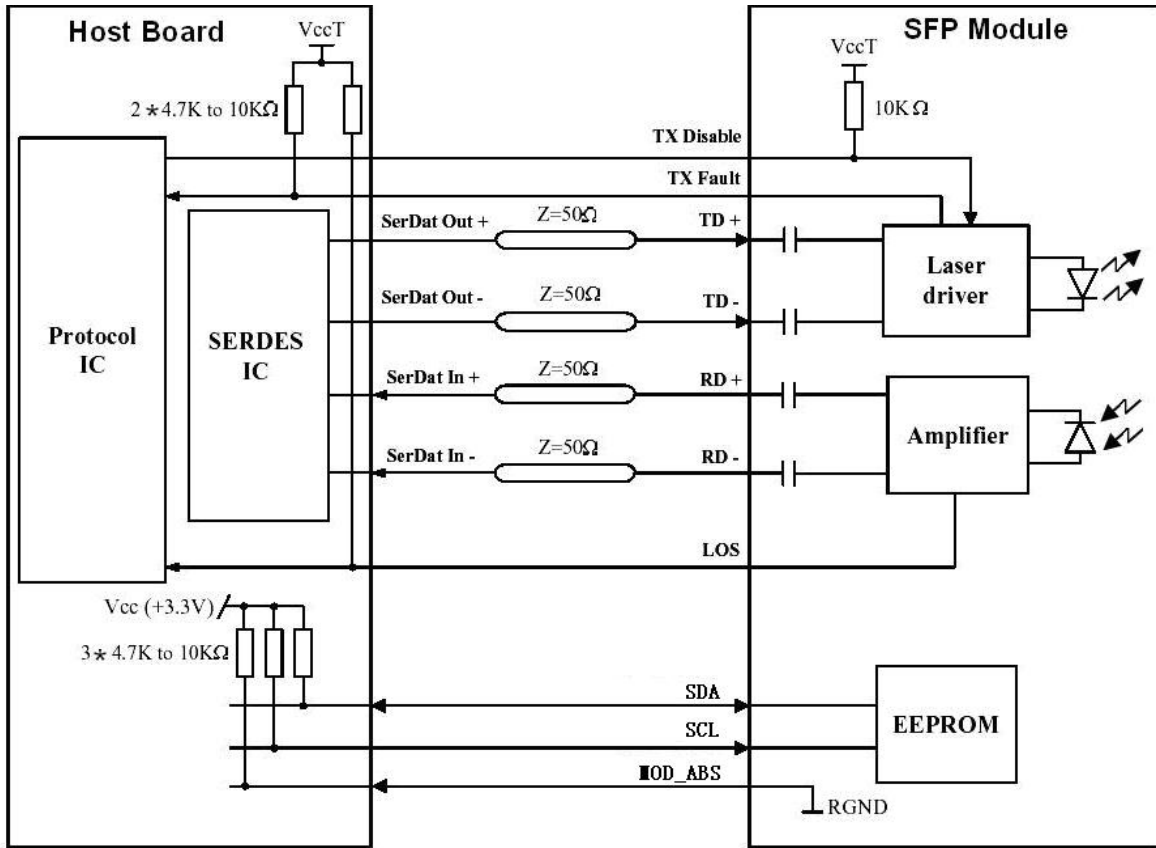 Host Board
SFP Module
VccT
VccT
2*4.7K to 10KΩ
10KΩ
TX Disable
TX Fault
SerDat Out +
Z=50Ω
TD +
Laser
driver
SerDat Out -
Z=50Ω
TD -
Protocol
IC
SERDES
IC
SerDat In +
Z=50Ω
RD +
Amplifier
SerDat In -
Z=50Ω
RD -
LOS
Vcc (+3.3V)
3*4.7K to 10KΩ
SDA
SCL
EEPROM
MOD_ABS
RGND